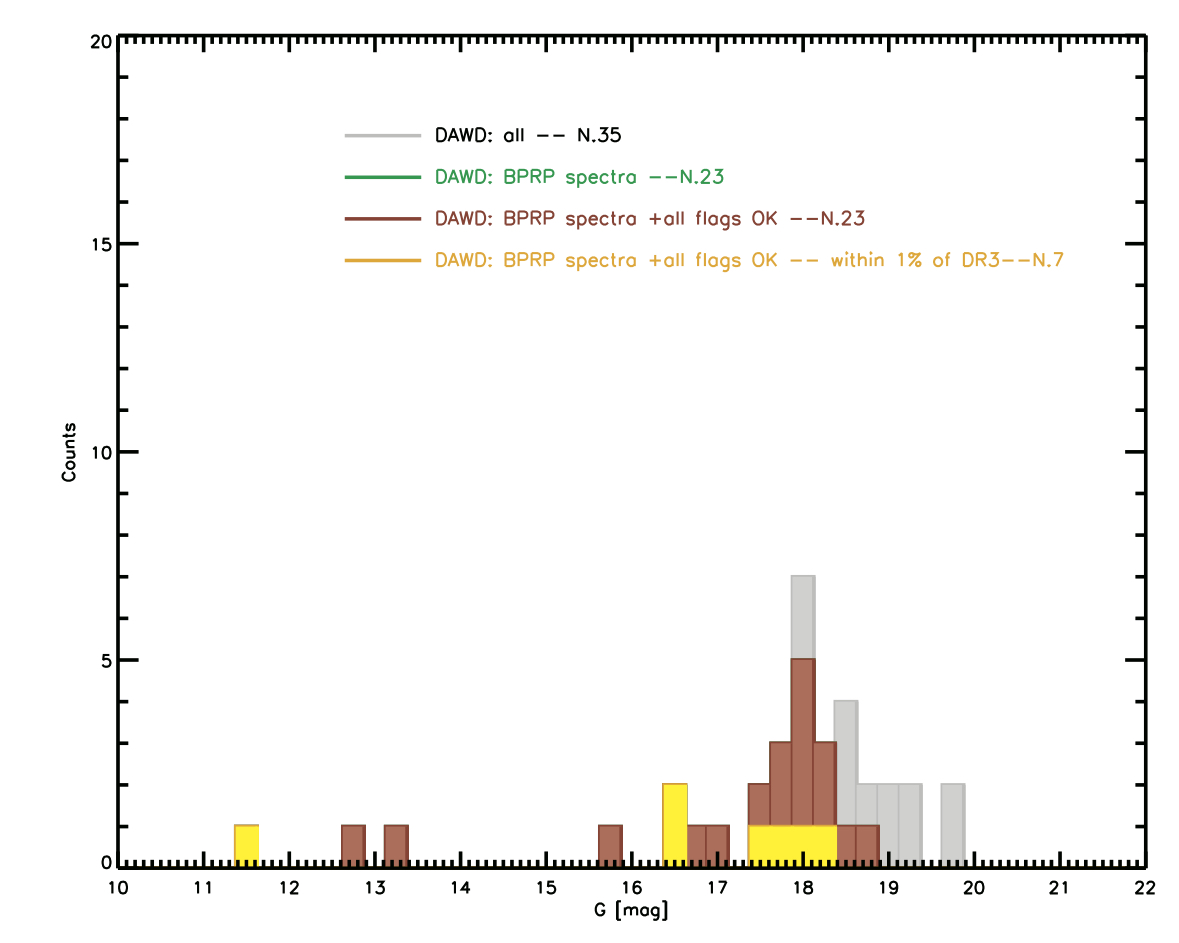 20
DAWD: all -- N.35
DAWD: BPRP spectra --N.23
DAWD: BPRP spectra +all flags OK --N.23
15
DAWD: BPRP spectra +all flags OK -- within 1% of DR3--N.7
10
Counts
5
0
10 11 12 13 14 15 16 17 18 19 20 21 22
G [mag]